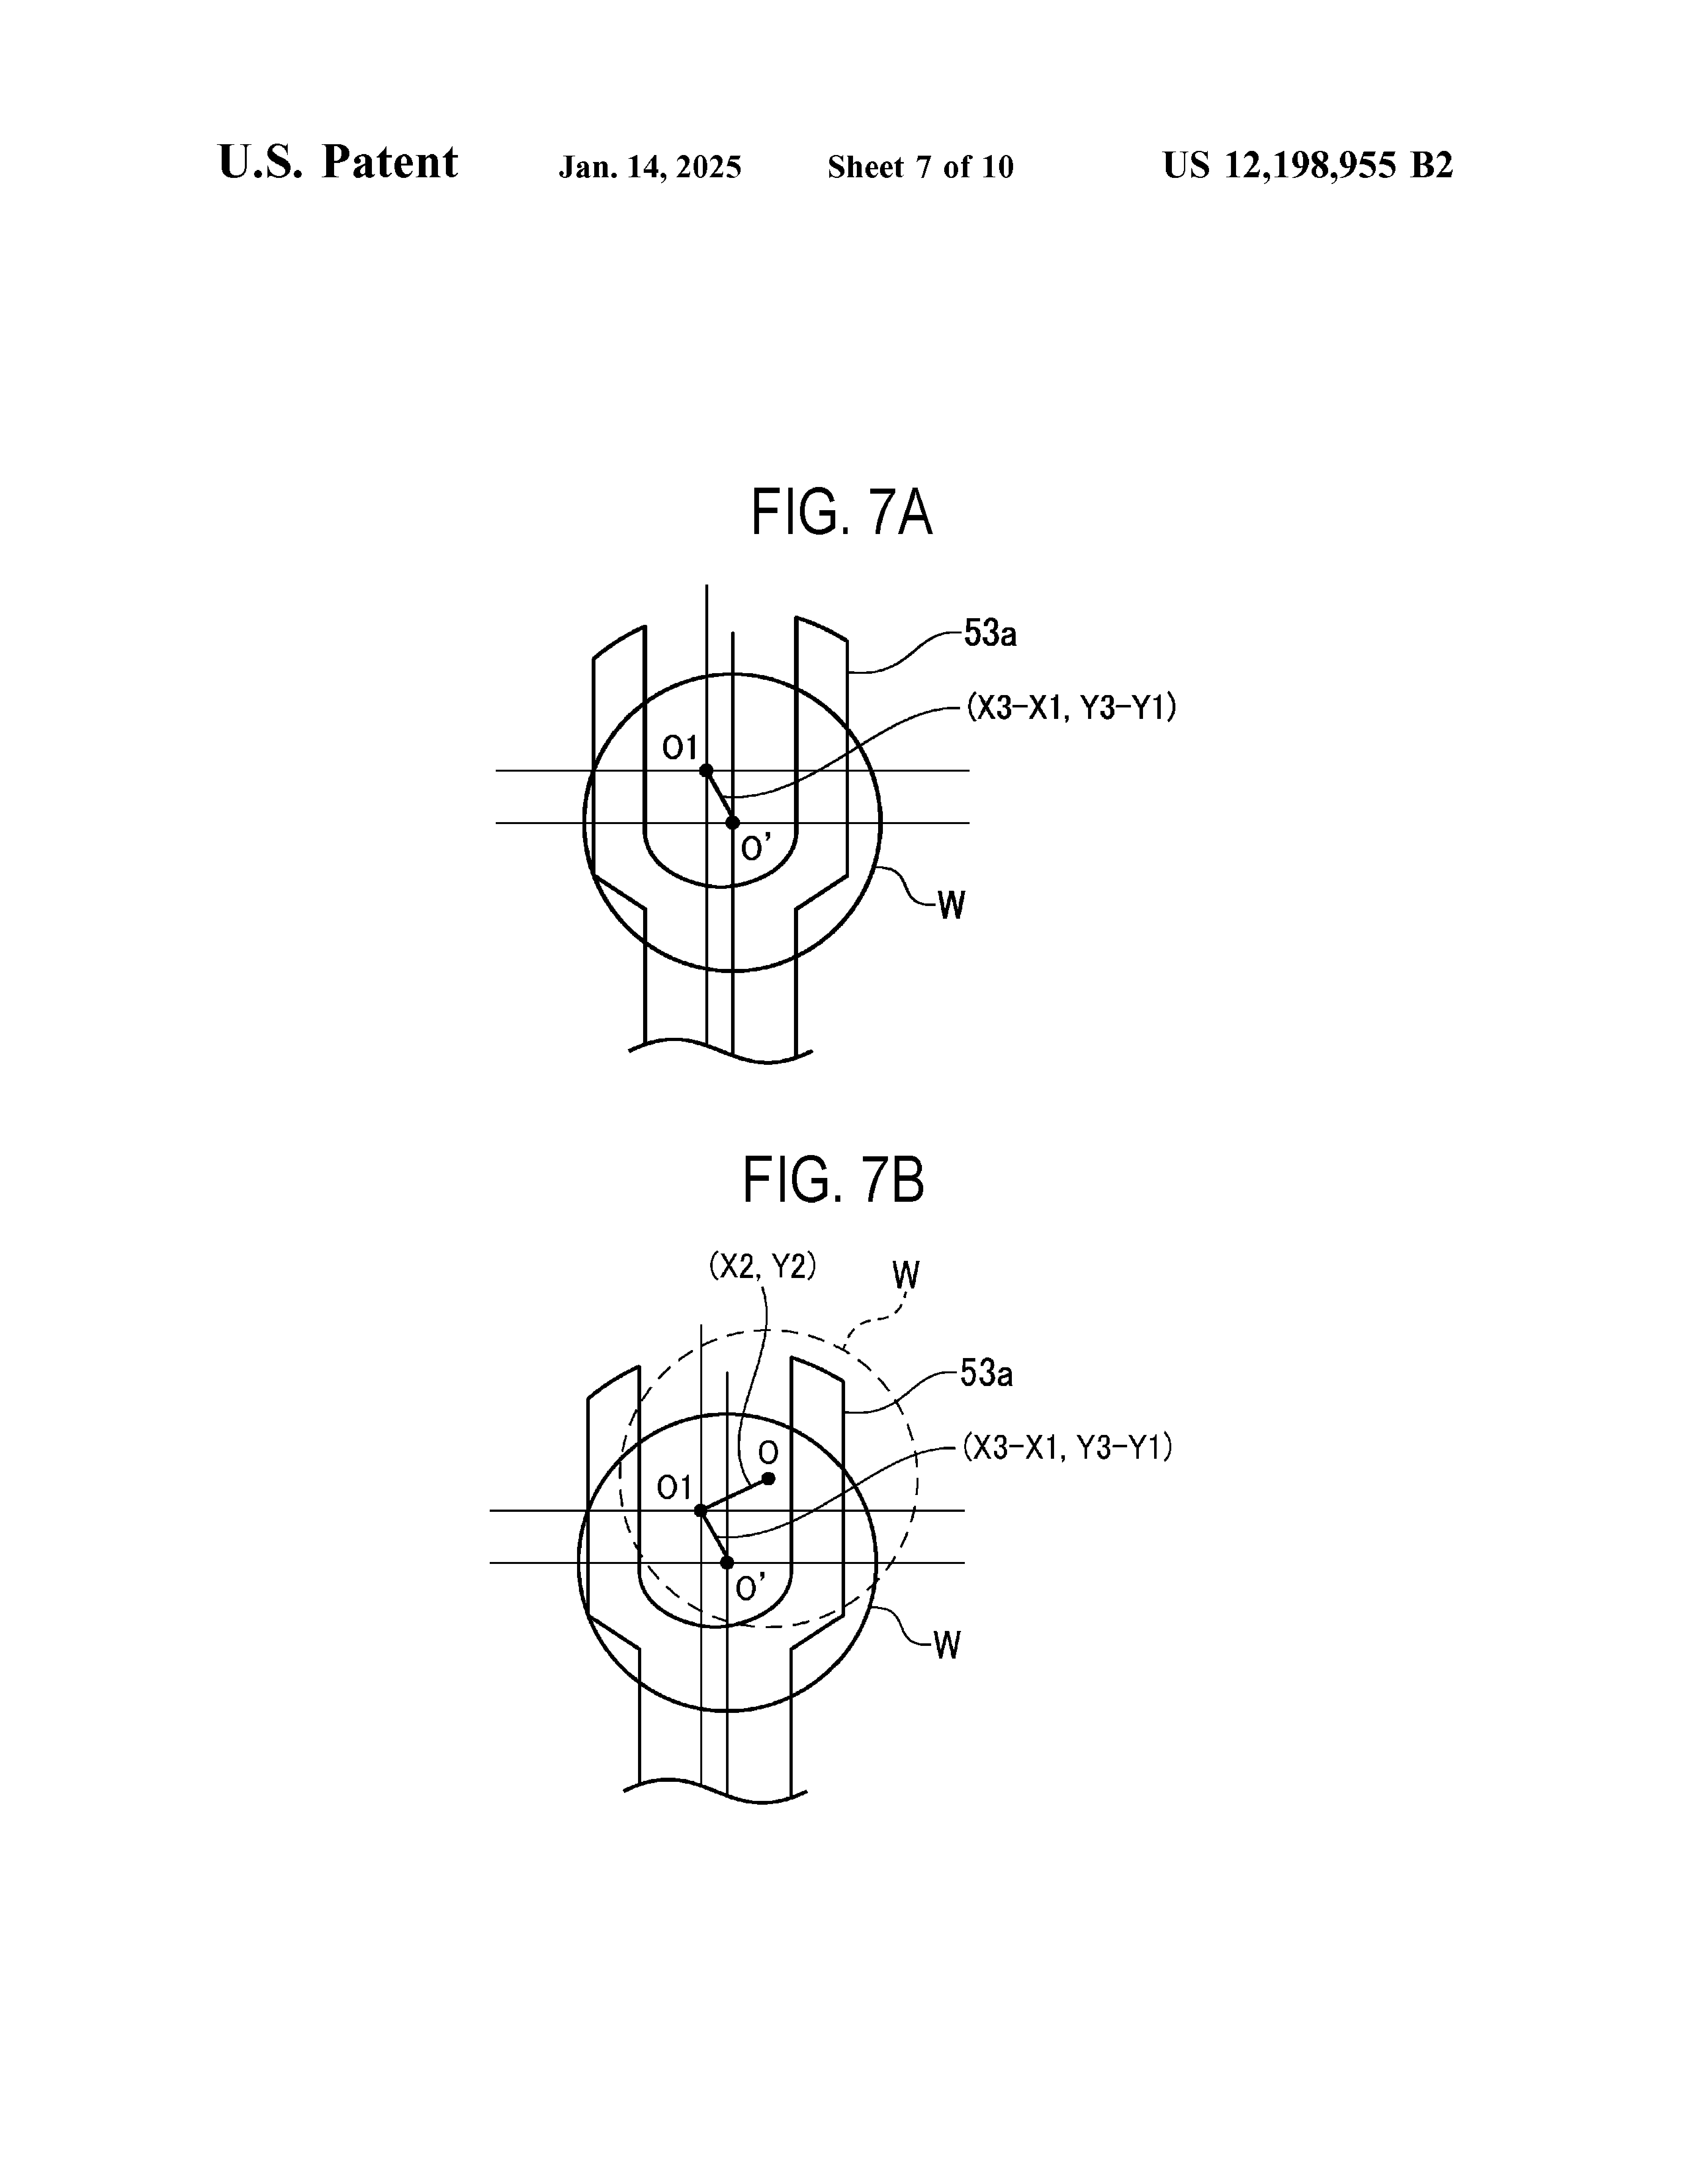 U.S. Patent Jan. 14, 2025 Sheet 7 of 10 US 12,198,955 B2
FIG. 7A
53a
(X3-X1, Y3-Y1)
O1
O'
W
FIG. 7B
(X2, Y2)
W
53a
(X3-X1, Y3-Y1)
O
O1
O'
W